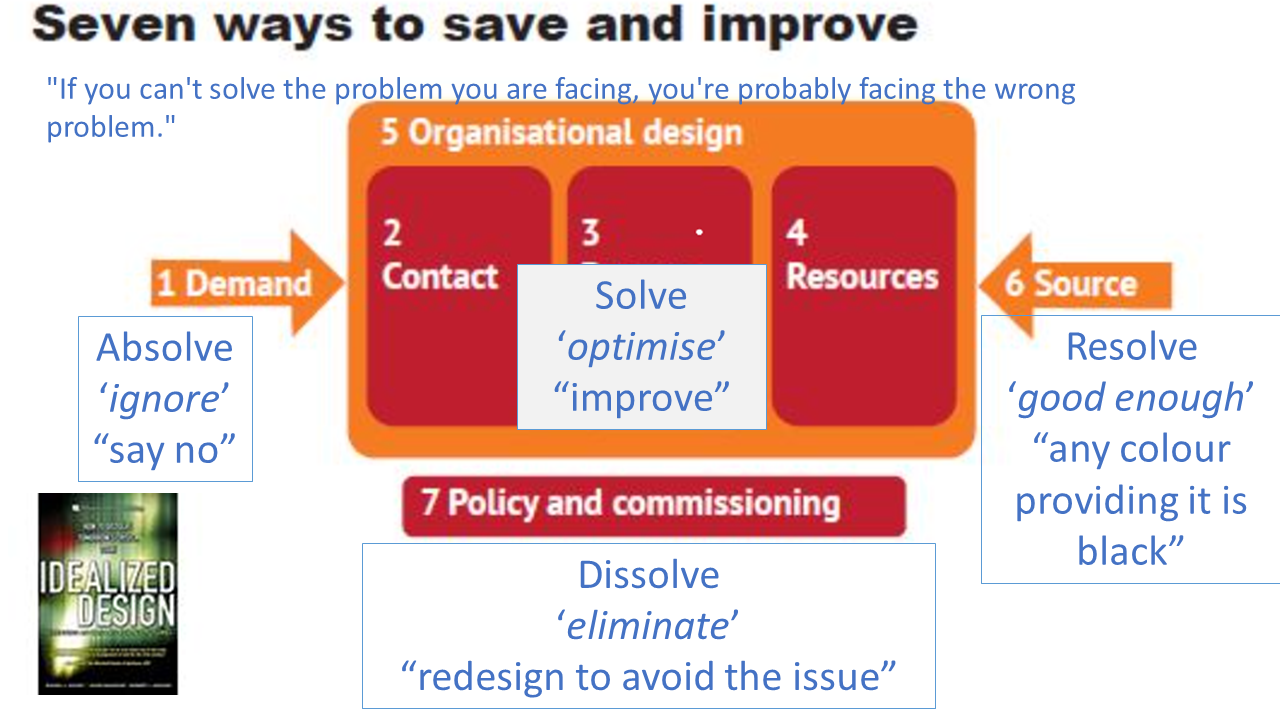 Seven ways to save and improve
"If you can't solve the problem you are facing, you're probably facing the wrong
problem."
5 Organisational design
2
Contact
3
4
Resources
1 Demand
6 Source
Solve
‘optimise’
“improve”
Absolve
‘ignore’
“say no”
Resolve
‘good enough’
“any colour
providing it is
black”
7 Policy and commissioning
Dissolve
‘eliminate’
“redesign to avoid the issue”
IDEALIZED
DESIGN